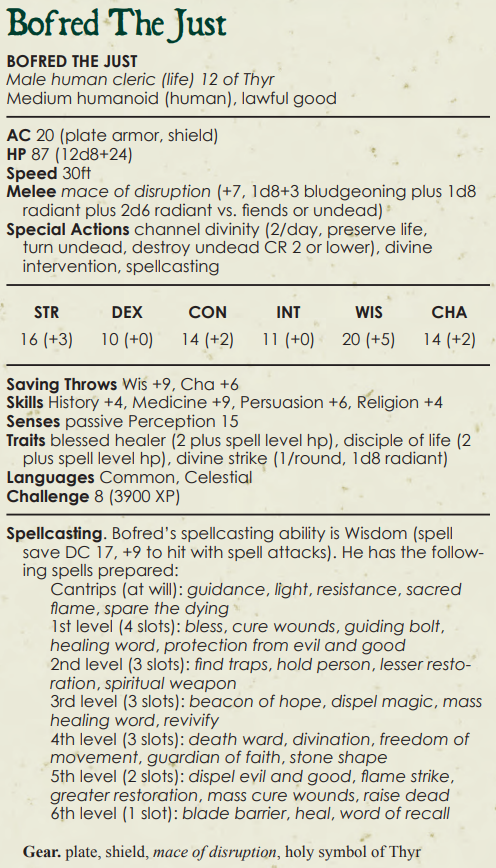 Bofred The Just
BOFRED THE JUST
Male human cleric (life) 12 of Thyr
Medium humanoid (human), lawful good
AC 20 (plate armor, shield)
HP 87 (12d8+24)
Speed 30ft
Melee mace of disruption (+7, 1d8+3 bludgeoning plus 1d8
radiant plus 2d6 radiant vs. fiends or undead)
Special Actions channel divinity (2/day, preserve life,
turn undead, destroy undead CR 2 or lower), divine
intervention, spellcasting
STR DEX CON INT WIS CHA
16 (+3) 10 (+0) 14 (+2) 11 (+0) 20 (+5) 14 (+2)
Saving Throws Wis +9, Cha +6
Skills History +4, Medicine +9, Persuasion +6, Religion +4
Senses passive Perception 15
Traits blessed healer (2 plus spell level hp), disciple of life (2
plus spell level hp), divine strike (1/round, 1d8 radiant)
Languages Common, Celestial
Challenge 8 (3900 XP)
Spellcasting. Bofred's spellcasting ability is Wisdom (spell
save DC 17, +9 to hit with spell attacks). He has the follow-
ing spells prepared:
Cantrips (at will): guidance, light, resistance, sacred
flame, spare the dying
1st level (4 slots): bless, cure wounds, guiding bolt,
healing word, protection from evil and good
2nd level (3 slots): find traps, hold person, lesser resto-
ration, spiritual weapon
3rd level (3 slots): beacon of hope, dispel magic, mass
healing word, revivify
4th level (3 slots): death ward, divination, freedom of
movement, guardian of faith, stone shape
5th level (2 slots): dispel evil and good, flame strike,
greater restoration, mass cure wounds, raise dead
6th level (1 slot): blade barrier, heal, word of recall
Gear. plate, shield, mace of disruption, holy symbol of Thyr